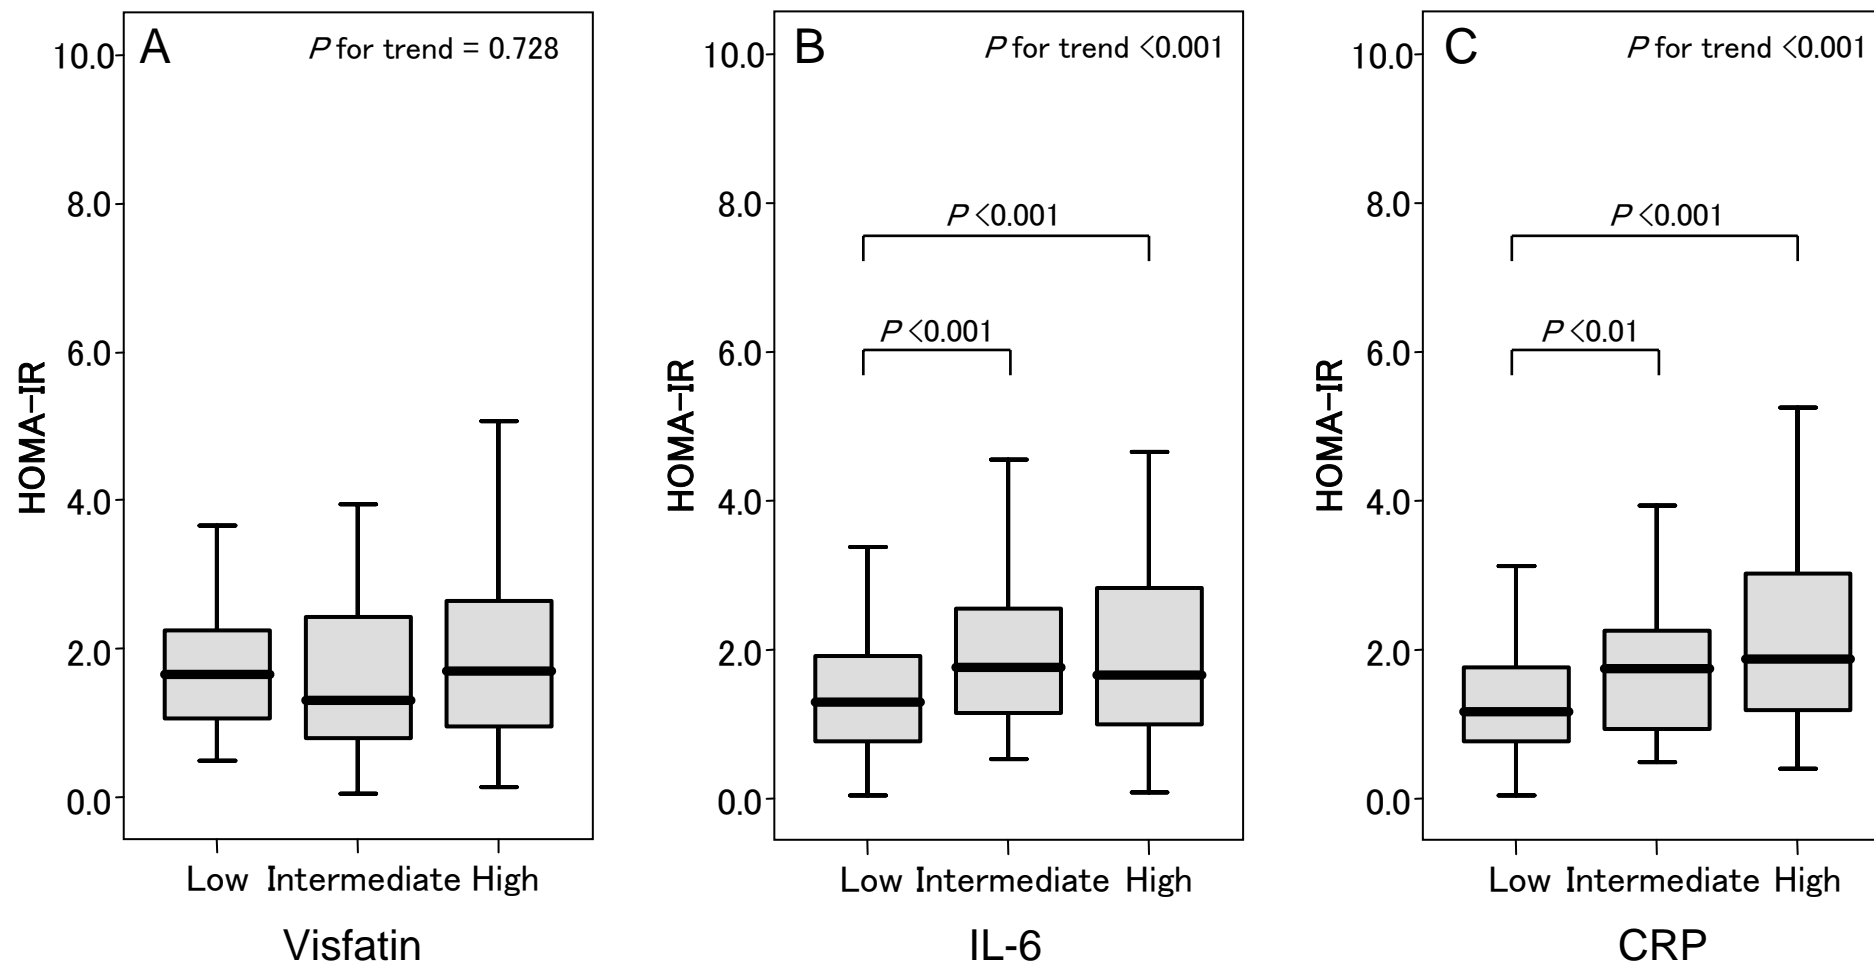 A
P for trend = 0.728
10.0
8.0
6.0
4.0
2.0
0.0
HOMA-IR
Low Intermediate High
Visfatin
B
P for trend <0.001
10.0
8.0
6.0
4.0
2.0
0.0
HOMA-IR
P <0.001
P <0.001
Low Intermediate High
IL-6
C
P for trend <0.001
10.0
8.0
6.0
4.0
2.0
0.0
HOMA-IR
P <0.001
P <0.01
Low Intermediate High
CRP